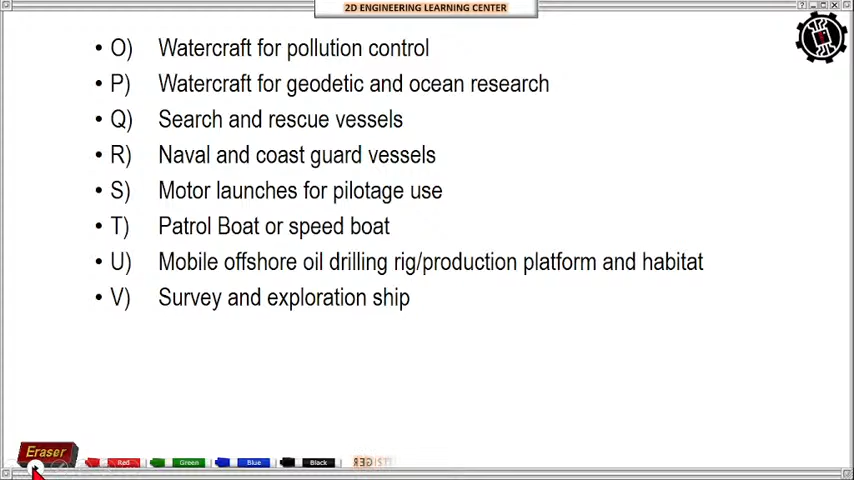 2D ENGINEERING LEARNING CENTER
• O) Watercraft for pollution control
• P) Watercraft for geodetic and ocean research
• Q) Search and rescue vessels
• R) Naval and coast guard vessels
• S) Motor launches for pilotage use
• T) Patrol Boat or speed boat
• U) Mobile offshore oil drilling rig/production platform and habitat
• V) Survey and exploration ship
Eraser
Red Green Blue Black